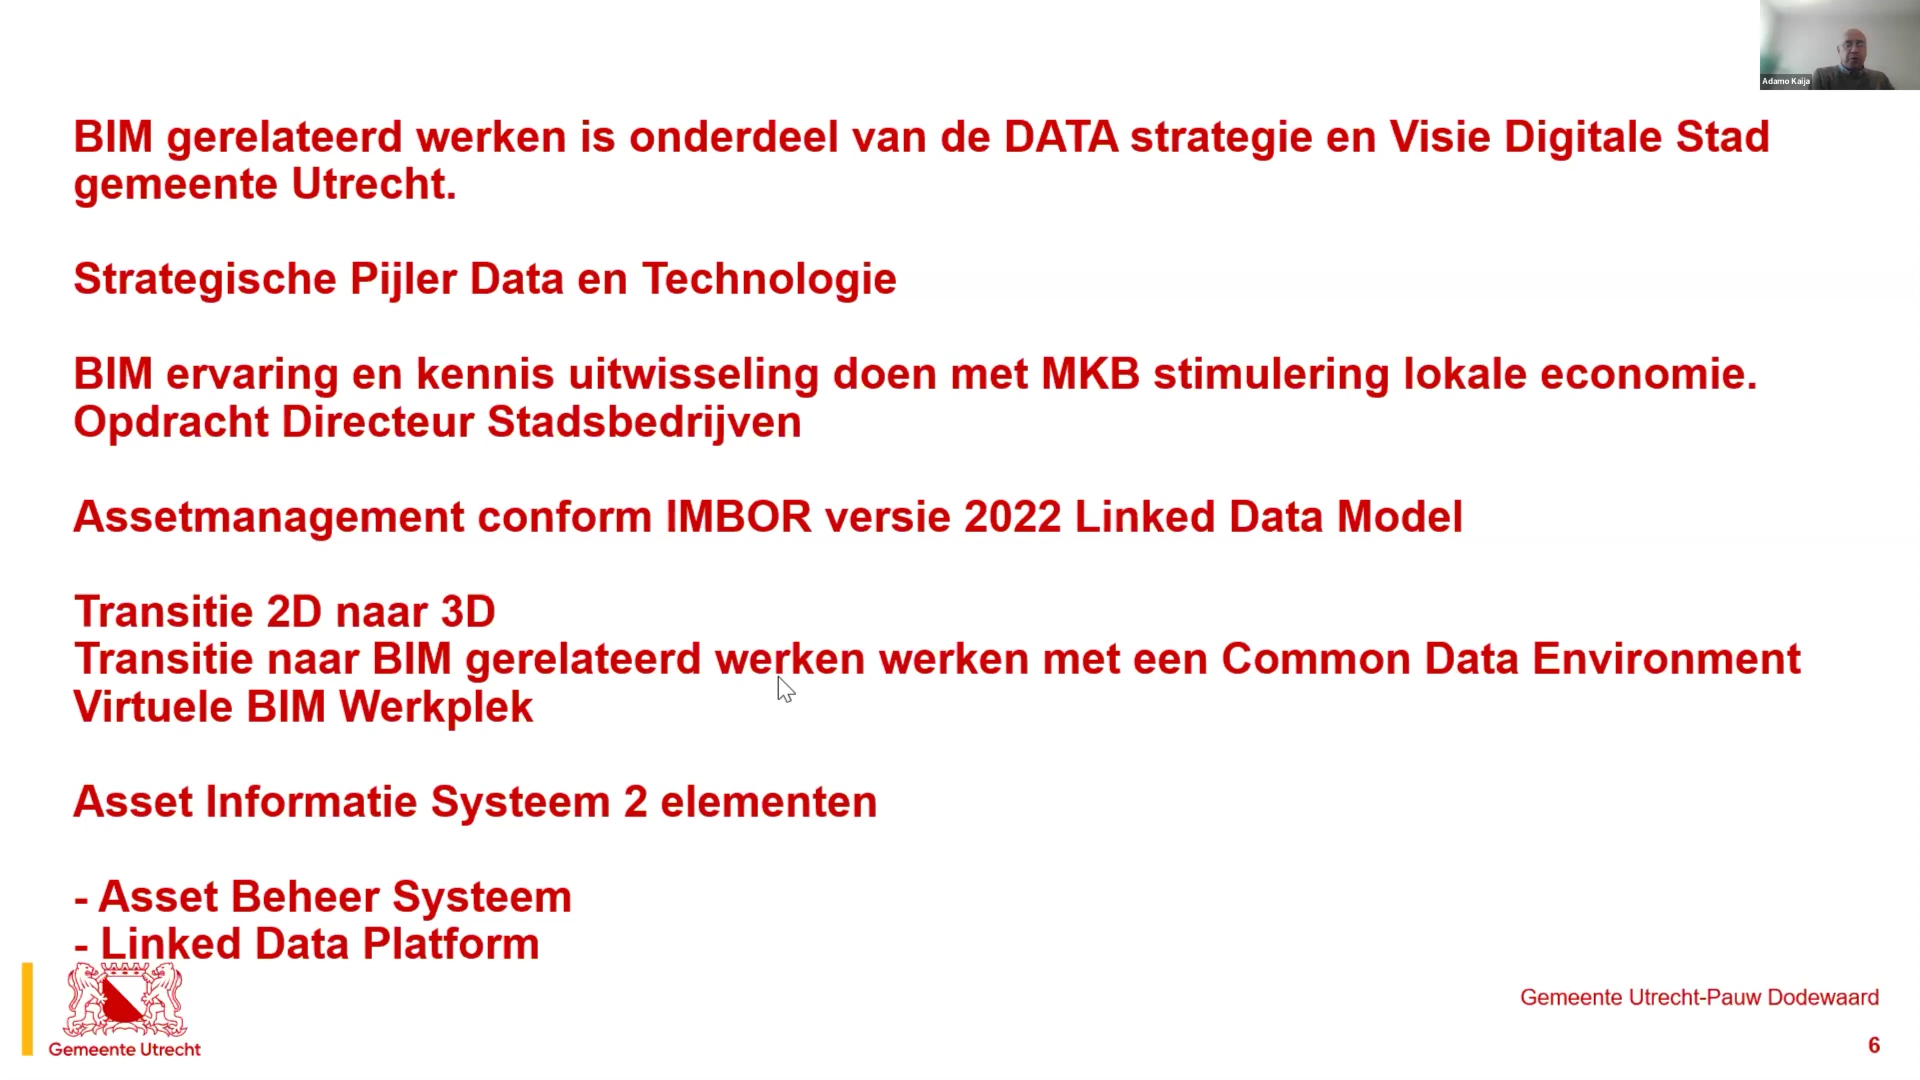 Adamo Kaija
BIM gerelateerd werken is onderdeel van de DATA strategie en Visie Digitale Stad
gemeente Utrecht.
Strategische Pijler Data en Technologie
BIM ervaring en kennis uitwisseling doen met MKB stimulering lokale economie.
Opdracht Directeur Stadsbedrijven
Assetmanagement conform IMBOR versie 2022 Linked Data Model
Transitie 2D naar 3D
Transitie naar BIM gerelateerd werken werken met een Common Data Environment
Virtuele BIM Werkplek
Asset Informatie Systeem 2 elementen
- Asset Beheer Systeem
- Linked Data Platform
Gemeente Utrecht
Gemeente Utrecht-Pauw Dodewaard
6